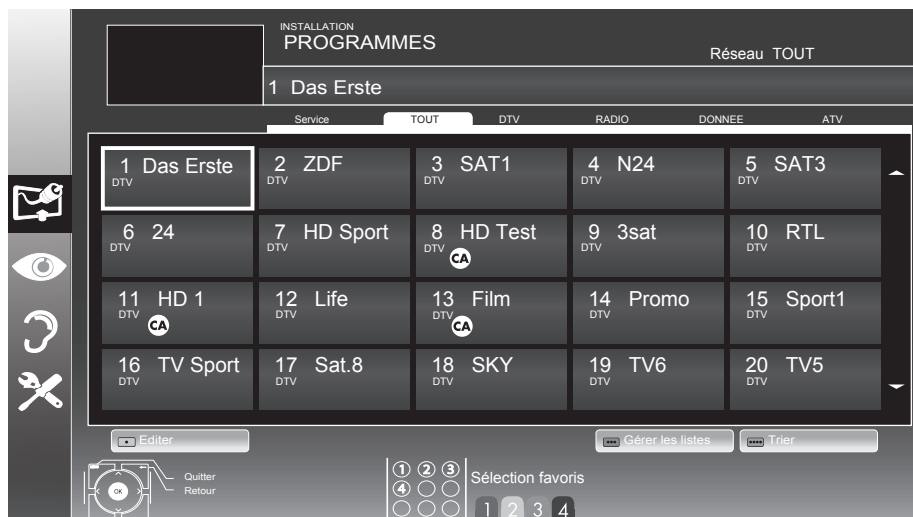 INSTALLATION
PROGRAMMES
Réseau TOUT
1 Das Erste
Service TOUT DTV RADIO DONNEE ATV
1 Das Erste 2 ZDF 3 SAT1 4 N24 5 SAT3
DTV DTV DTV DTV DTV
6 24 7 HD Sport 8 HD Test 9 3sat 10 RTL
DTV DTV DTV DTV DTV
CA
11 HD 1 12 Life 13 Film 14 Promo 15 Sport1
DTV DTV DTV DTV DTV
CA CA
16 TV Sport 17 Sat.8 18 SKY 19 TV6 20 TV5
DTV DTV DTV DTV DTV
Editer Gérer les listes Trier
Quitter
Retour
OK
1 2 3
4
Sélection favoris
1 2 3 4